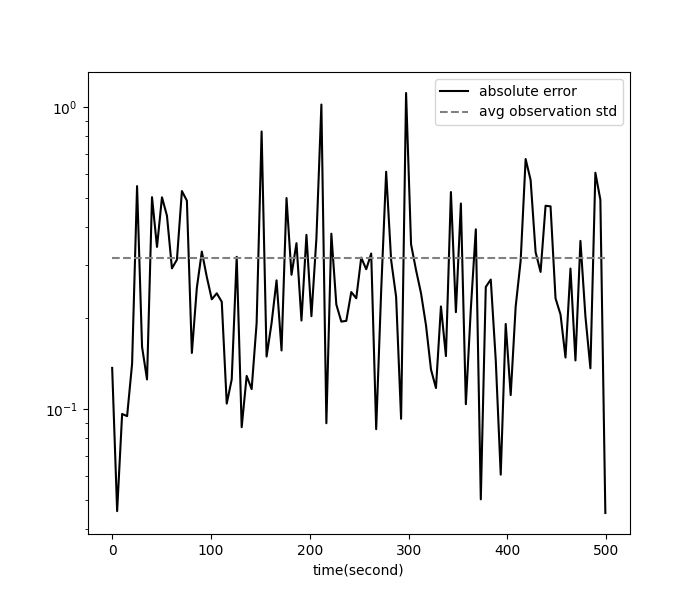 10⁰
absolute error
avg observation std
10⁻¹
0 100 200 300 400 500
time(second)